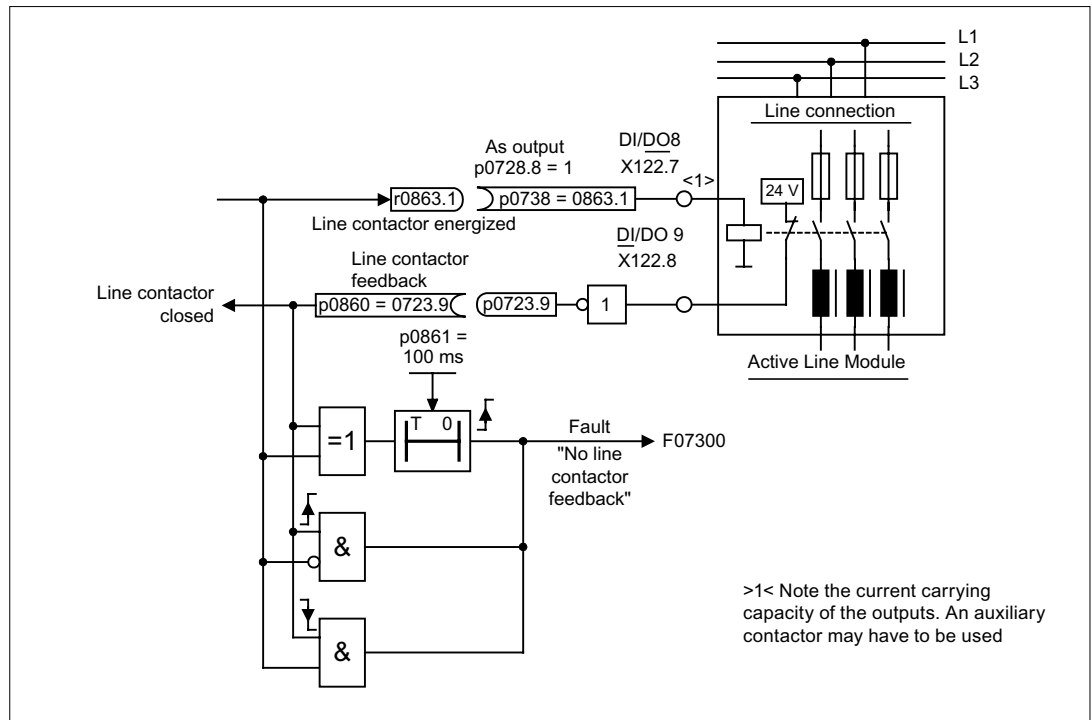 L1
L2
L3
Line connection
As output
p0728.8 = 1
DI/DO8
X122.7
<1>
24 V
r0863.1
p0738 = 0863.1
Line contactor energized
DI/DO 9
X122.8
Line contactor
feedback
Line contactor
closed
p0860 = 0723.9
p0723.9
1
p0861 =
100 ms
Active Line Module
=1
T 0
Fault
F07300
"No line
contactor
feedback"
&
&
>1< Note the current carrying
capacity of the outputs. An auxiliary
contactor may have to be used